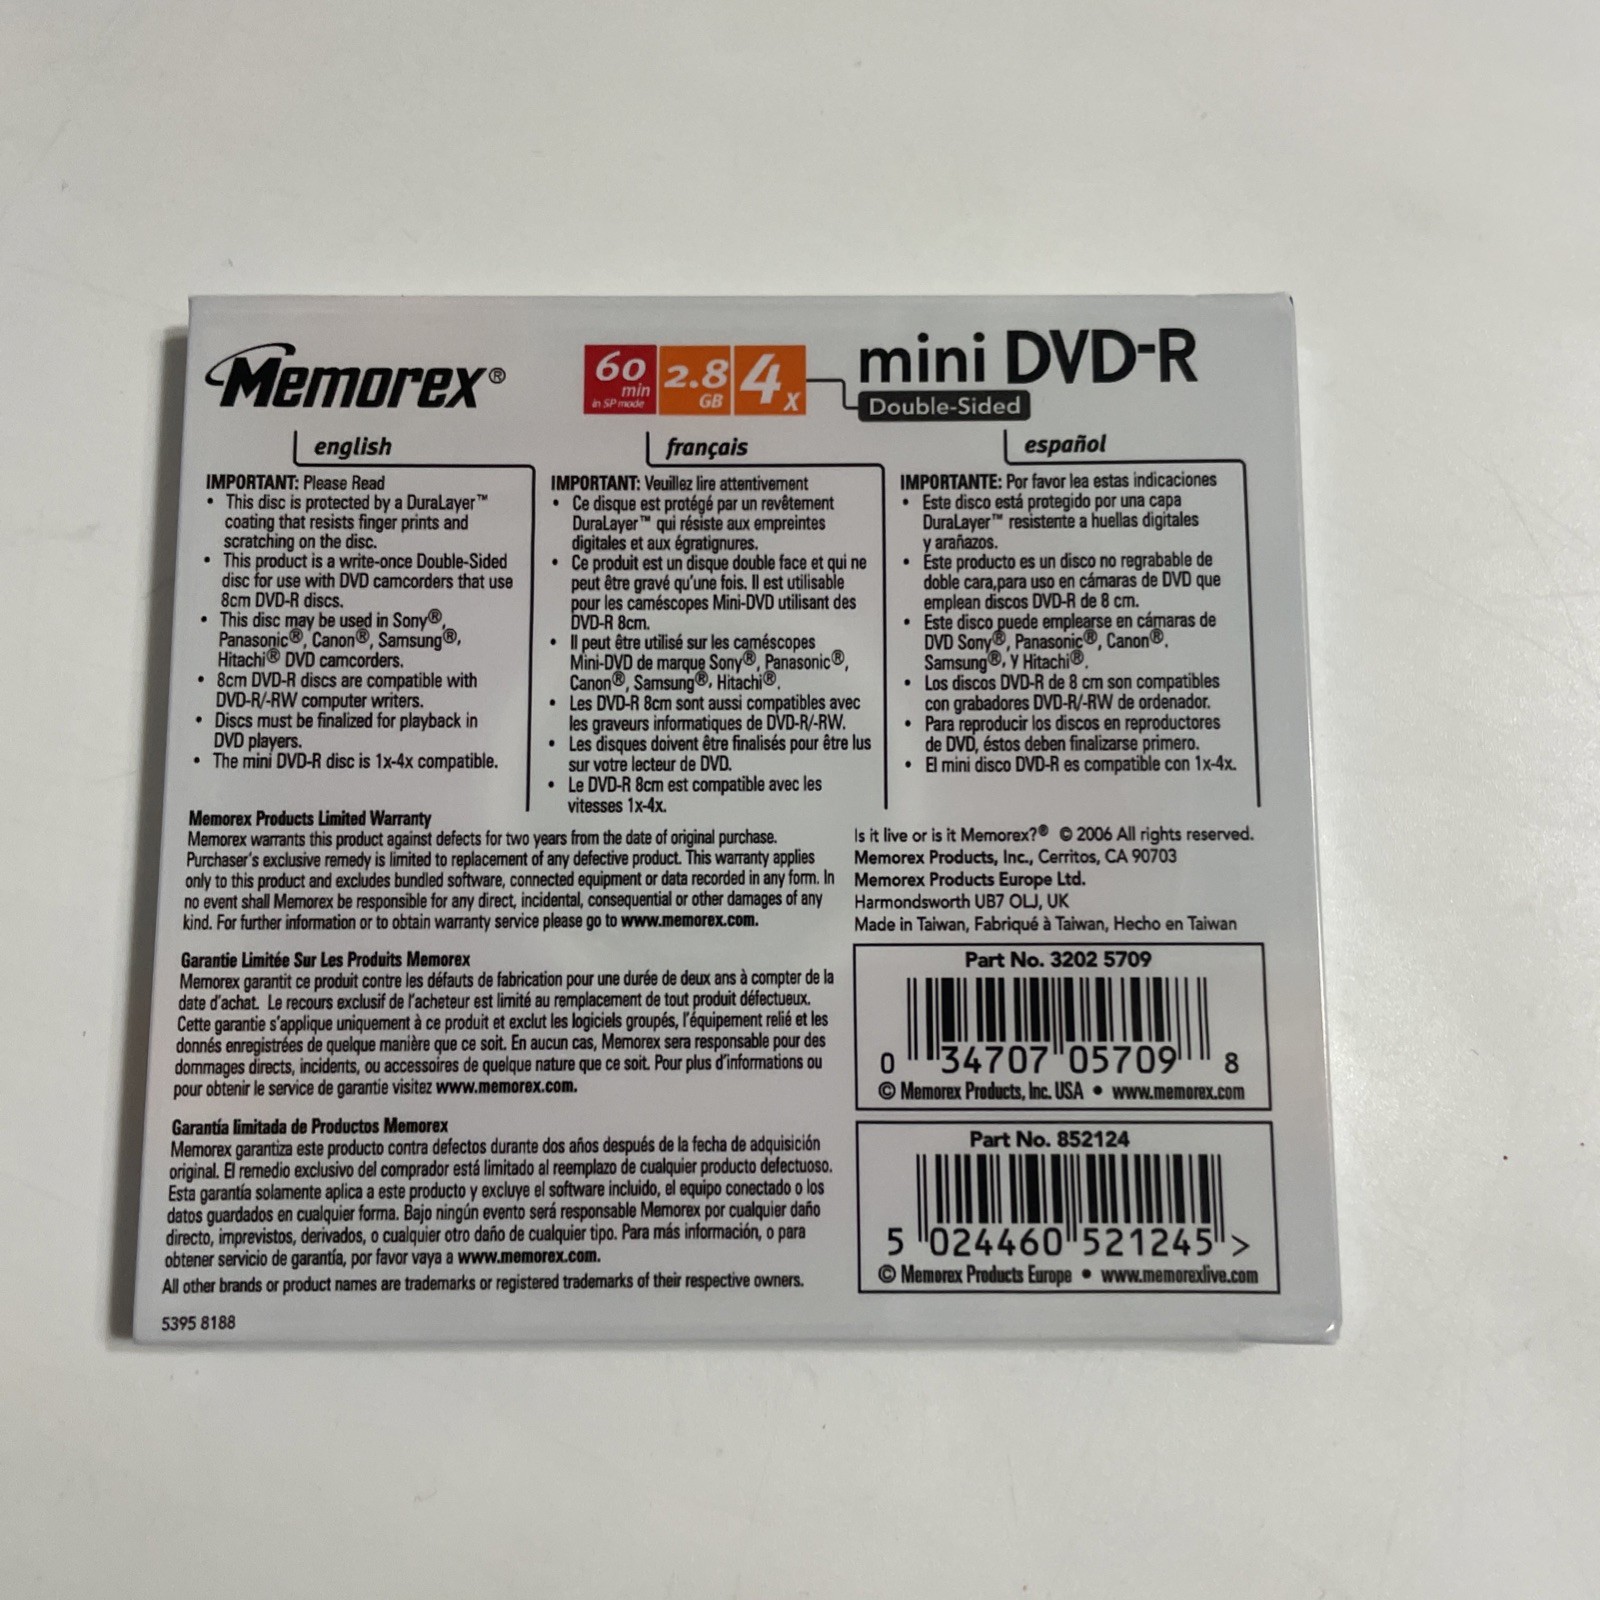 Memorex®
60 min in SP mode
2.8 GB
4x
mini DVD-R
Double-Sided
english
IMPORTANT: Please Read
• This disc is protected by a DuraLayer™
coating that resists finger prints and
scratching on the disc.
• This product is a write-once Double-Sided
disc for use with DVD camcorders that use
8cm DVD-R discs.
• This disc may be used in Sony®,
Panasonic®, Canon®, Samsung®,
Hitachi® DVD camcorders.
• 8cm DVD-R discs are compatible with
DVD-R/-RW computer writers.
• Discs must be finalized for playback in
DVD players.
• The mini DVD-R disc is 1x-4x compatible.
français
IMPORTANT: Veuillez lire attentivement
• Ce disque est protégé par un revêtement
DuraLayer™ qui résiste aux empreintes
digitales et aux égratignures.
• Ce produit est un disque double face et qui ne
peut être gravé qu'une fois. Il est utilisable
pour les caméscopes Mini-DVD utilisant des
DVD-R 8cm.
• Il peut être utilisé sur les caméscopes
Mini-DVD de marque Sony®, Panasonic®,
Canon®, Samsung®, Hitachi®.
• Les DVD-R 8cm sont aussi compatibles avec
les graveurs informatiques de DVD-R/-RW.
• Les disques doivent être finalisés pour être lus
sur votre lecteur de DVD.
• Le DVD-R 8cm est compatible avec les
vitesses 1x-4x.
español
IMPORTANTE: Por favor lea estas indicaciones
• Este disco está protegido por una capa
DuraLayer™ resistente a huellas digitales
y arañazos.
• Este producto es un disco no regrabable de
doble cara,para uso en cámaras de DVD que
emplean discos DVD-R de 8 cm.
• Este disco puede emplearse en cámaras de
DVD Sony®, Panasonic®, Canon®,
Samsung®, Y Hitachi®.
• Los discos DVD-R de 8 cm son compatibles
con grabadores DVD-R/-RW de ordenador.
• Para reproducir los discos en reproductores
de DVD, éstos deben finalizarse primero.
• El mini disco DVD-R es compatible con 1x-4x.
Memorex Products Limited Warranty
Memorex warrants this product against defects for two years from the date of original purchase.
Purchaser's exclusive remedy is limited to replacement of any defective product. This warranty applies
only to this product and excludes bundled software, connected equipment or data recorded in any form. In
no event shall Memorex be responsible for any direct, incidental, consequential or other damages of any
kind. For further information or to obtain warranty service please go to www.memorex.com.
Garantie Limitée Sur Les Produits Memorex
Memorex garantit ce produit contre les défauts de fabrication pour une durée de deux ans à compter de la
date d'achat. Le recours exclusif de l'acheteur est limité au remplacement de tout produit défectueux.
Cette garantie s'applique uniquement à ce produit et exclut les logiciels groupés, l'équipement relié et les
donnés enregistrées de quelque manière que ce soit. En aucun cas, Memorex sera responsable pour des
dommages directs, incidents, ou accessoires de quelque nature que ce soit. Pour plus d'informations ou
pour obtenir le service de garantie visitez www.memorex.com.
Garantía limitada de Productos Memorex
Memorex garantiza este producto contra defectos durante dos años después de la fecha de adquisición
original. El remedio exclusivo del comprador está limitado al reemplazo de cualquier producto defectuoso.
Esta garantía solamente aplica a este producto y excluye el software incluido, el equipo conectado o los
datos guardados en cualquier forma. Bajo ningún evento será responsable Memorex por cualquier daño
directo, imprevistos, derivados, o cualquier otro daño de cualquier tipo. Para más información, o para
obtener servicio de garantía, por favor vaya a www.memorex.com.
All other brands or product names are trademarks or registered trademarks of their respective owners.
5395 8188
Is it live or is it Memorex?® © 2006 All rights reserved.
Memorex Products, Inc., Cerritos, CA 90703
Memorex Products Europe Ltd.
Harmondsworth UB7 OLJ, UK
Made in Taiwan, Fabriqué à Taiwan, Hecho en Taiwan
Part No. 3202 5709
0 34707 05709 8
© Memorex Products, Inc. USA • www.memorex.com
Part No. 852124
5 024460 521245 >
© Memorex Products Europe • www.memorexlive.com